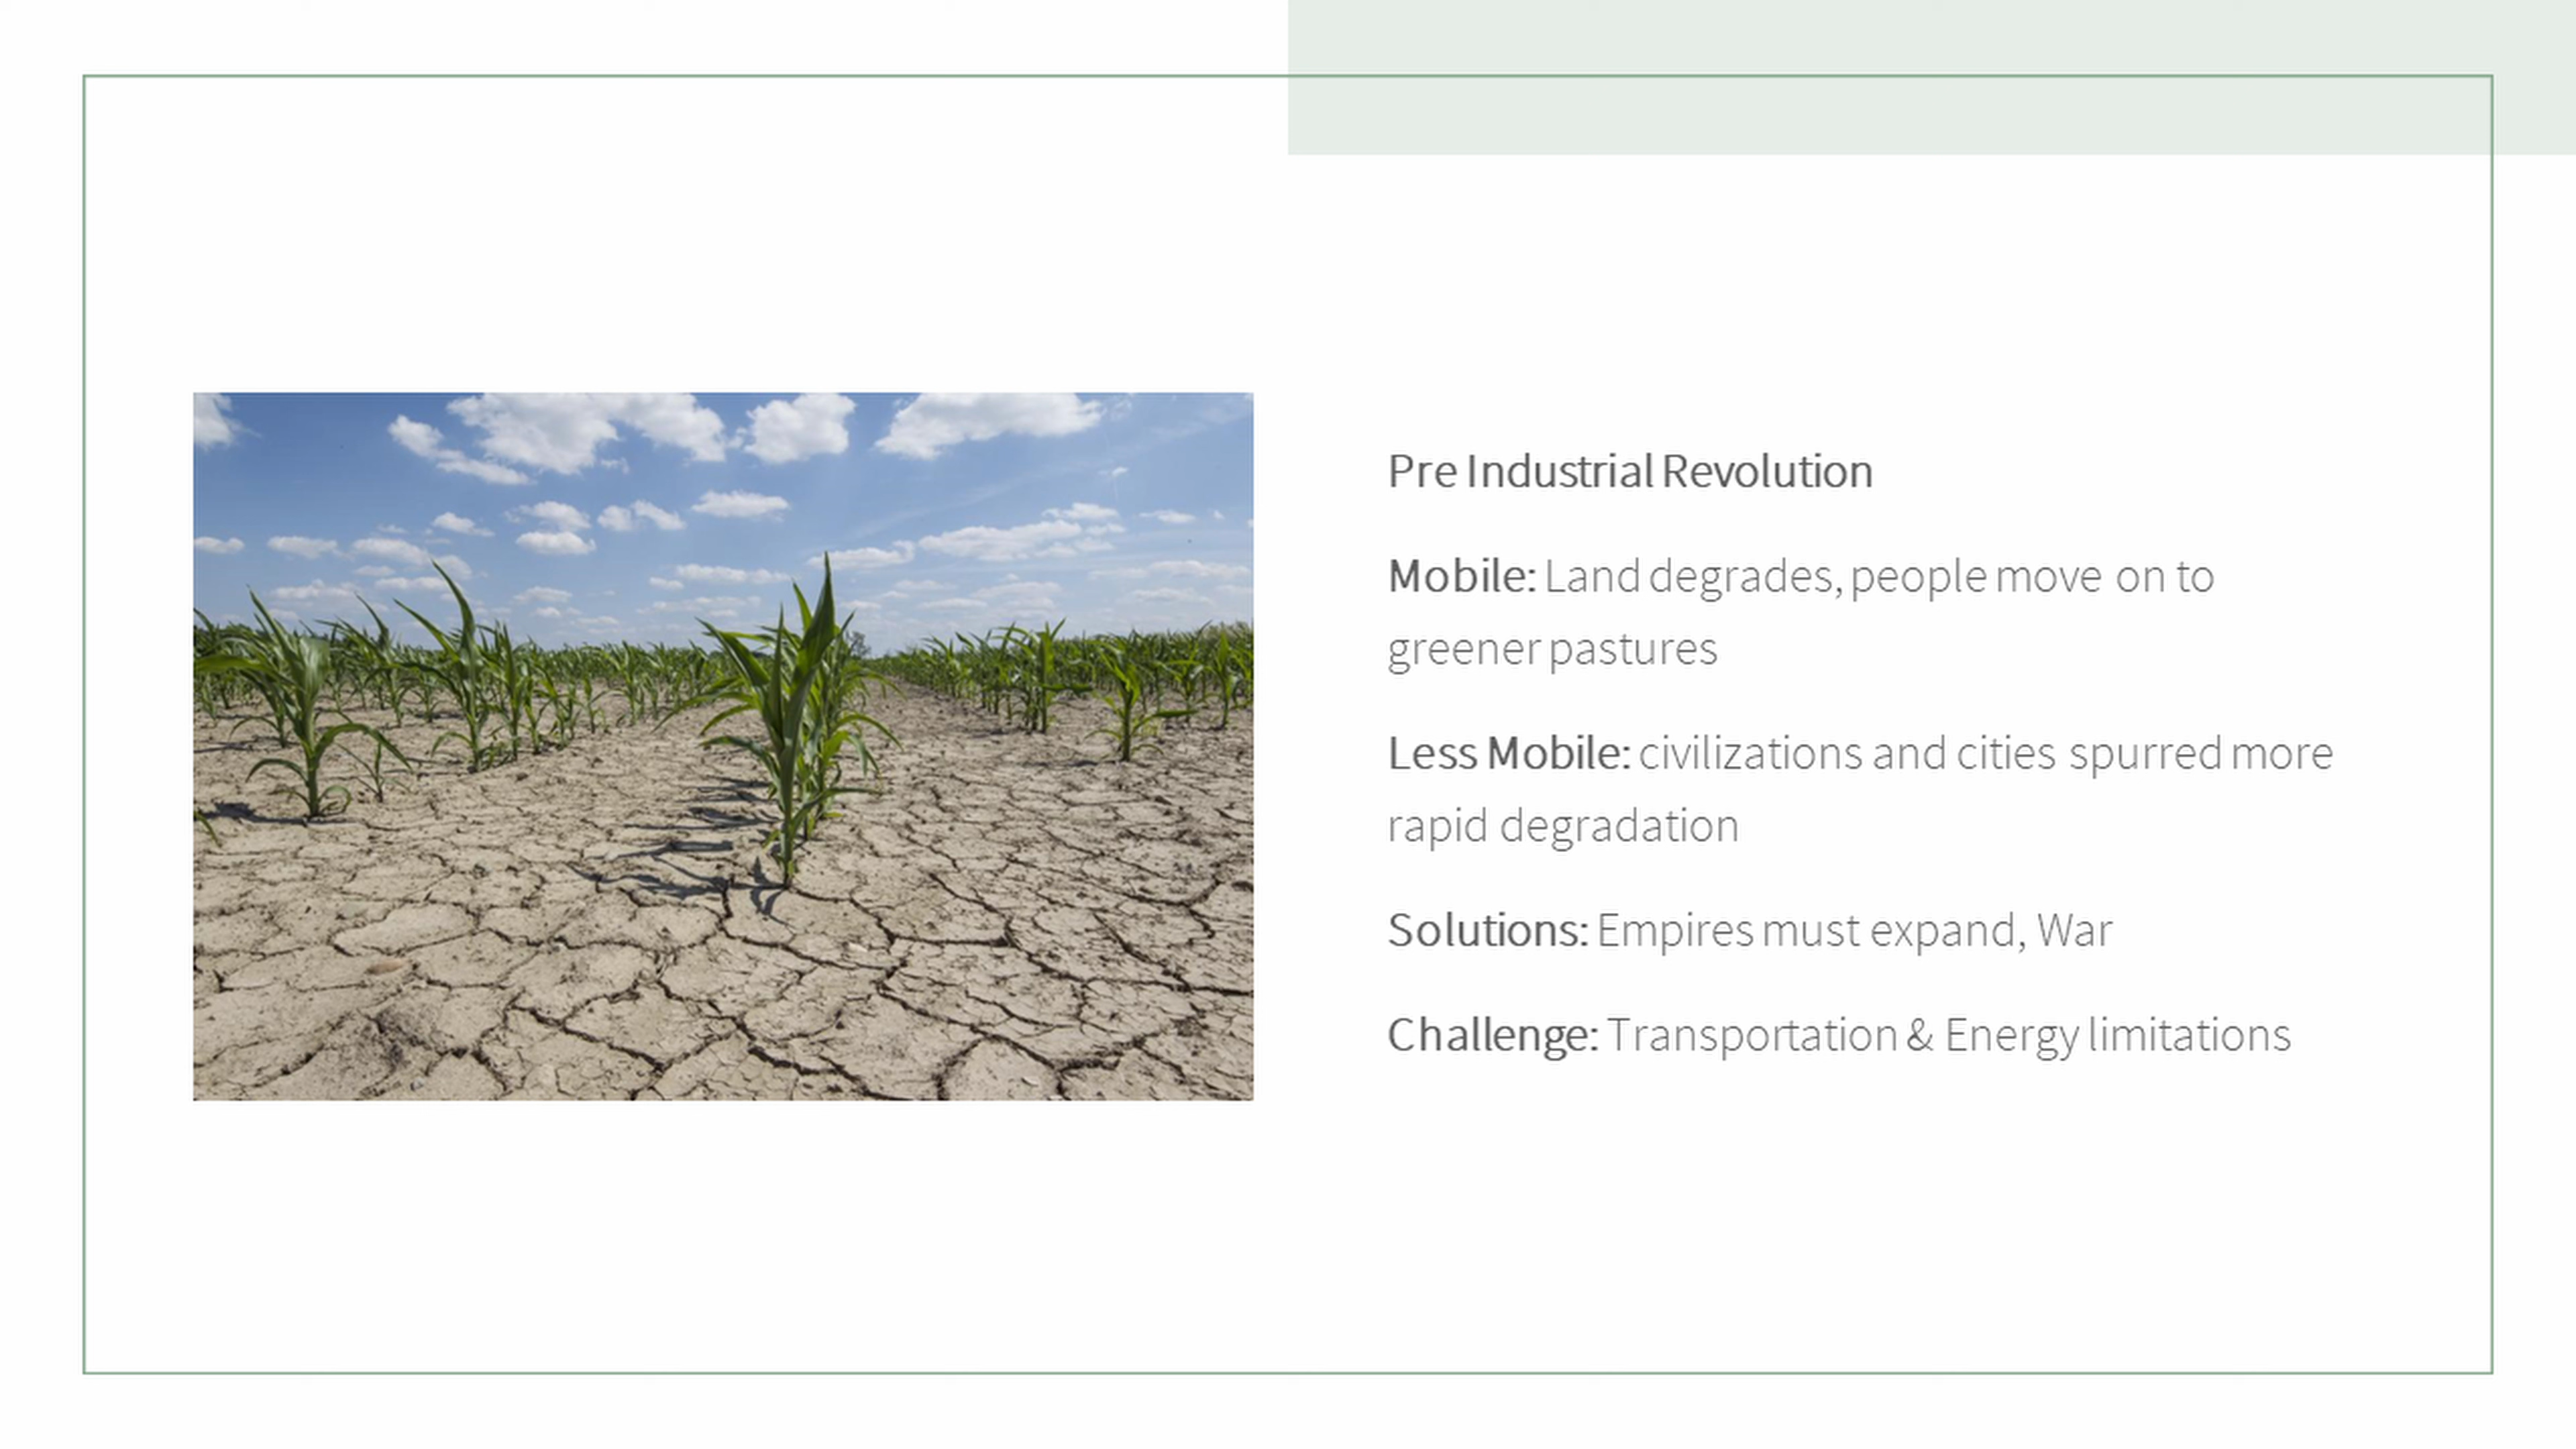 Pre Industrial Revolution
Mobile: Land degrades, people move on to
greener pastures
Less Mobile: civilizations and cities spurred more
rapid degradation
Solutions: Empires must expand, War
Challenge: Transportation & Energy limitations